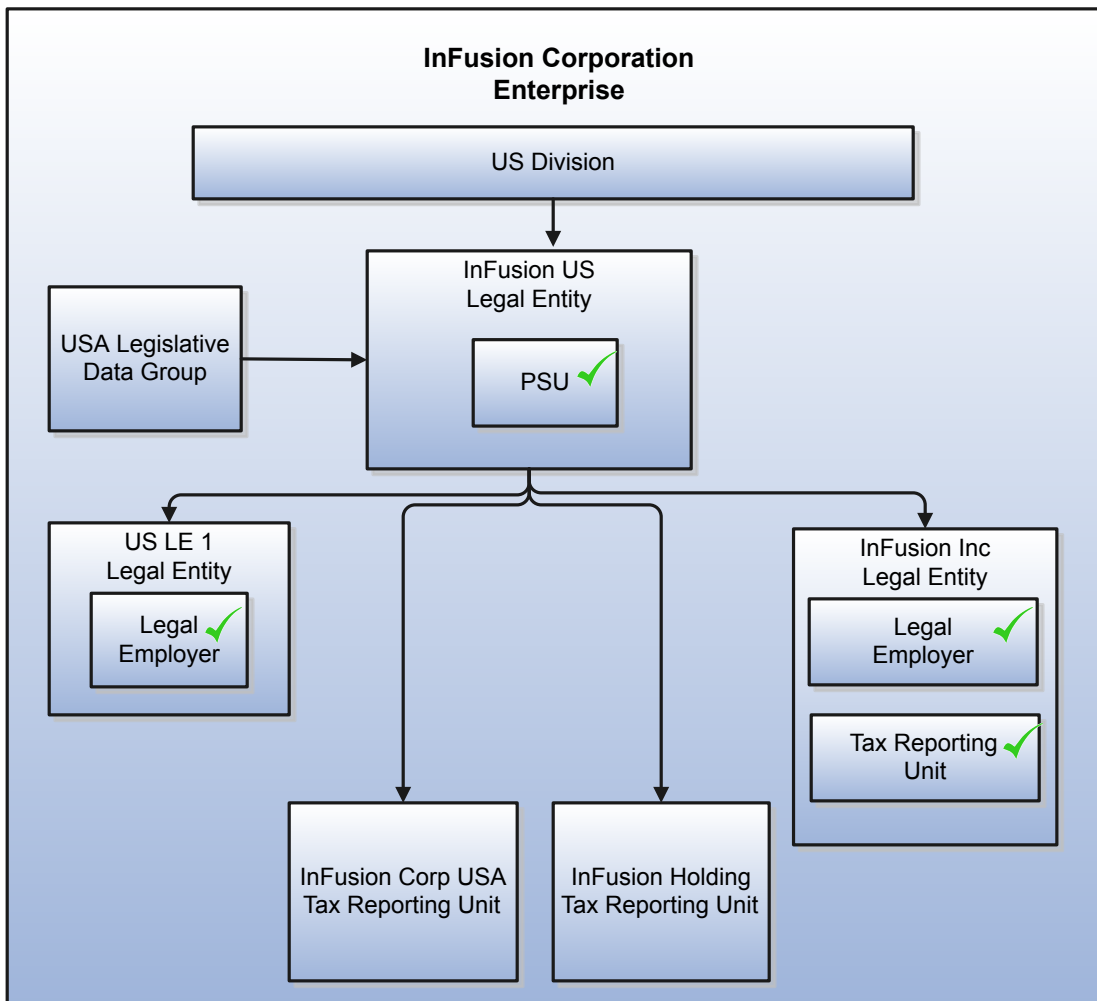 InFusion Corporation
Enterprise
US Division
InFusion US
Legal Entity
USA Legislative
Data Group
PSU
US LE 1
Legal Entity
Legal
Employer
InFusion Inc
Legal Entity
Legal
Employer
Tax Reporting
Unit
InFusion Corp USA
Tax Reporting Unit
InFusion Holding
Tax Reporting Unit